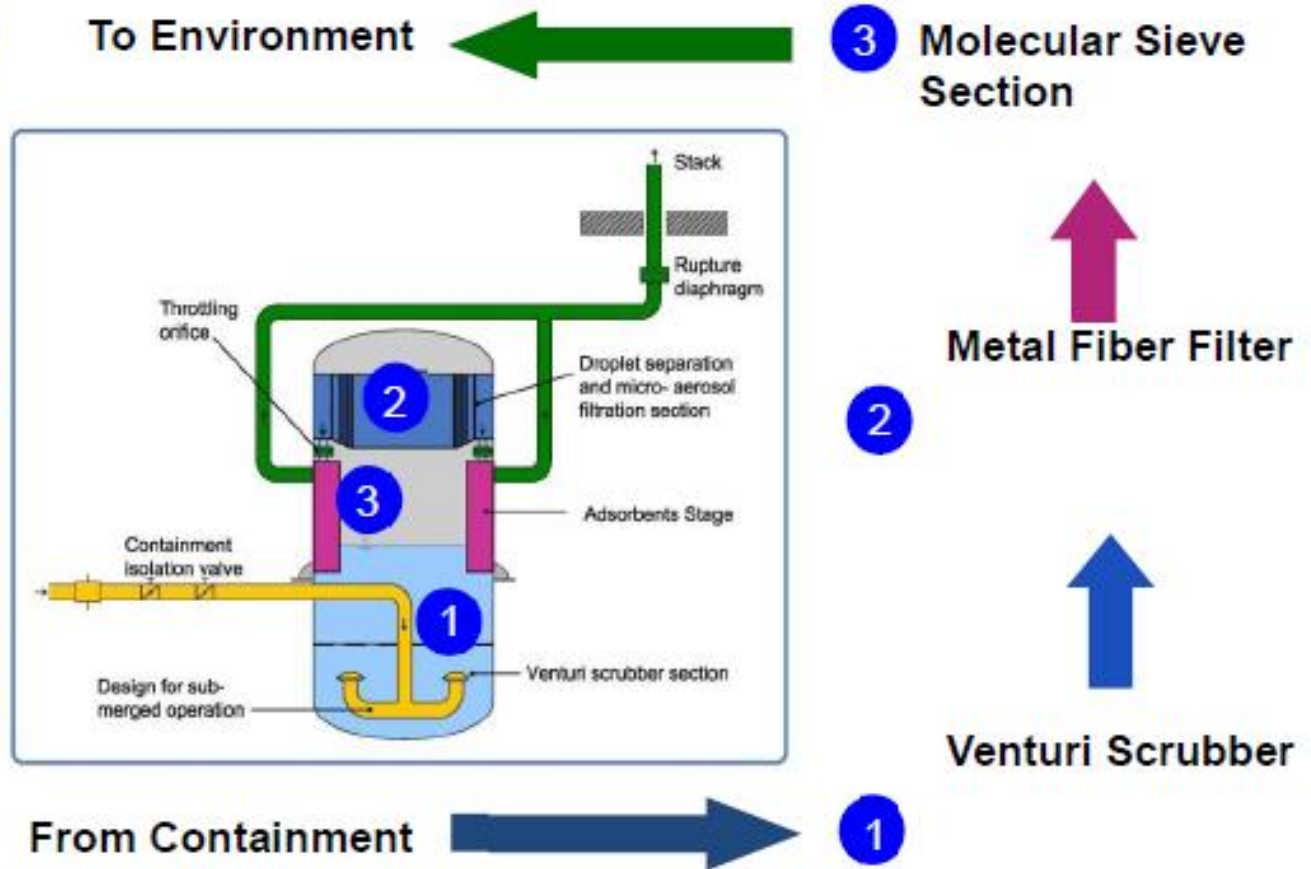 To Environment
3
Molecular Sieve
Section
Stack
Rupture
diaphragm
Throttling
orifice
2
Droplet separation
and micro- aerosol
filtration section
Metal Fiber Filter
2
3
Adsorbents Stage
Containment
isolation valve
1
Venturi scrubber section
Design for sub-
merged operation
Venturi Scrubber
From Containment
1